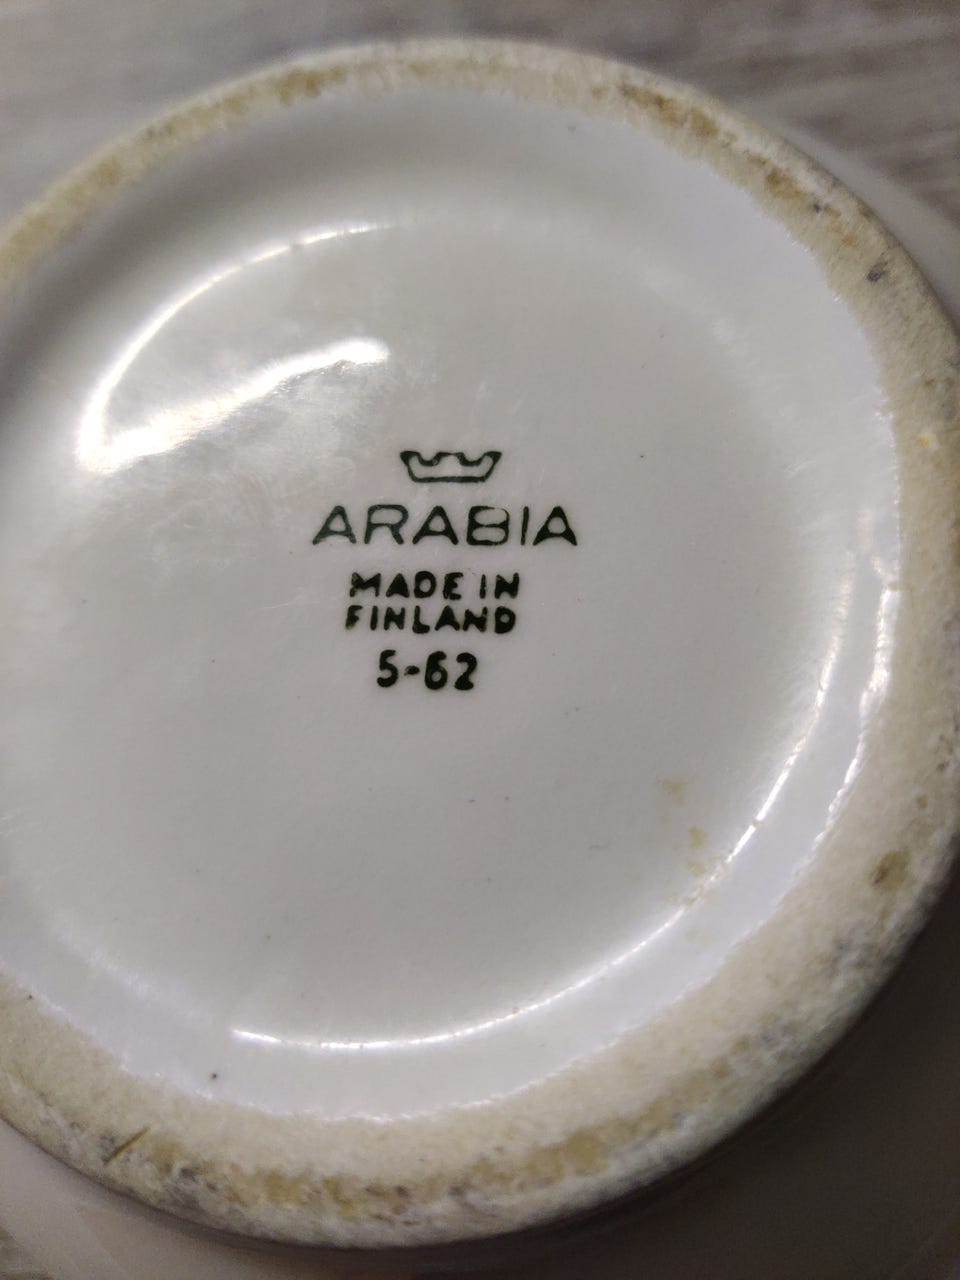 ARABIA
MADE IN
FINLAND
5-62